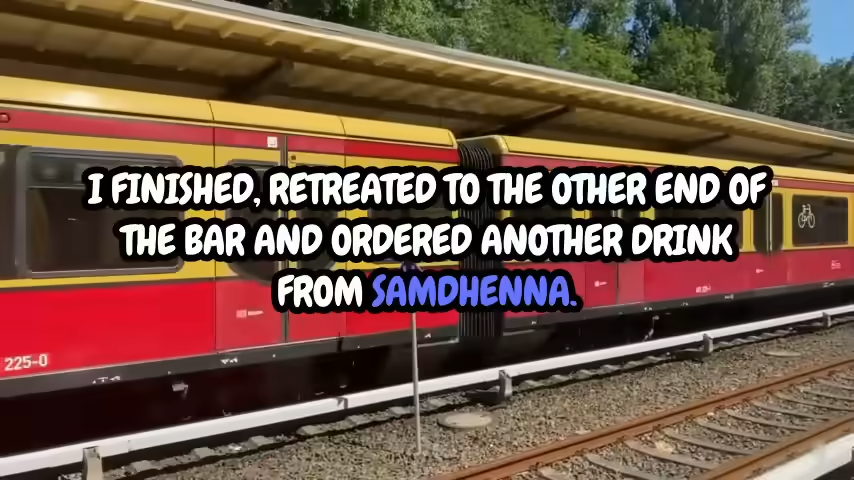 I FINISHED, RETREATED TO THE OTHER END OF
THE BAR AND ORDERED ANOTHER DRINK
FROM SAMDHENNA.
225-0